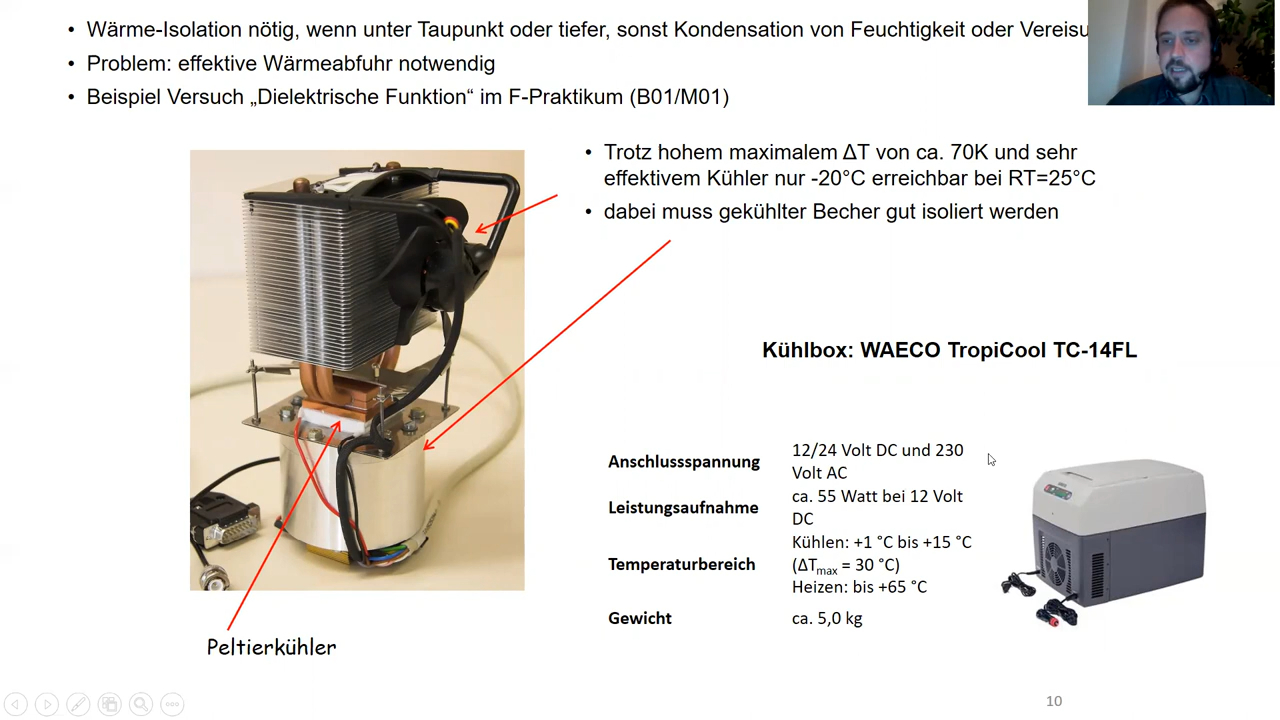 • Wärme-Isolation nötig, wenn unter Taupunkt oder tiefer, sonst Kondensation von Feuchtigkeit oder Vereisu
• Problem: effektive Wärmeabfuhr notwendig
• Beispiel Versuch „Dielektrische Funktion“ im F-Praktikum (B01/M01)
• Trotz hohem maximalem ΔT von ca. 70K und sehr
effektivem Kühler nur -20°C erreichbar bei RT=25°C
• dabei muss gekühlter Becher gut isoliert werden
Kühlbox: WAECO TropiCool TC-14FL
Anschlussspannung
12/24 Volt DC und 230
Volt AC
Leistungsaufnahme
ca. 55 Watt bei 12 Volt
DC
Temperaturbereich
Kühlen: +1 °C bis +15 °C
(ΔTmax = 30 °C)
Heizen: bis +65 °C
Gewicht
ca. 5,0 kg
Peltierkühler
10